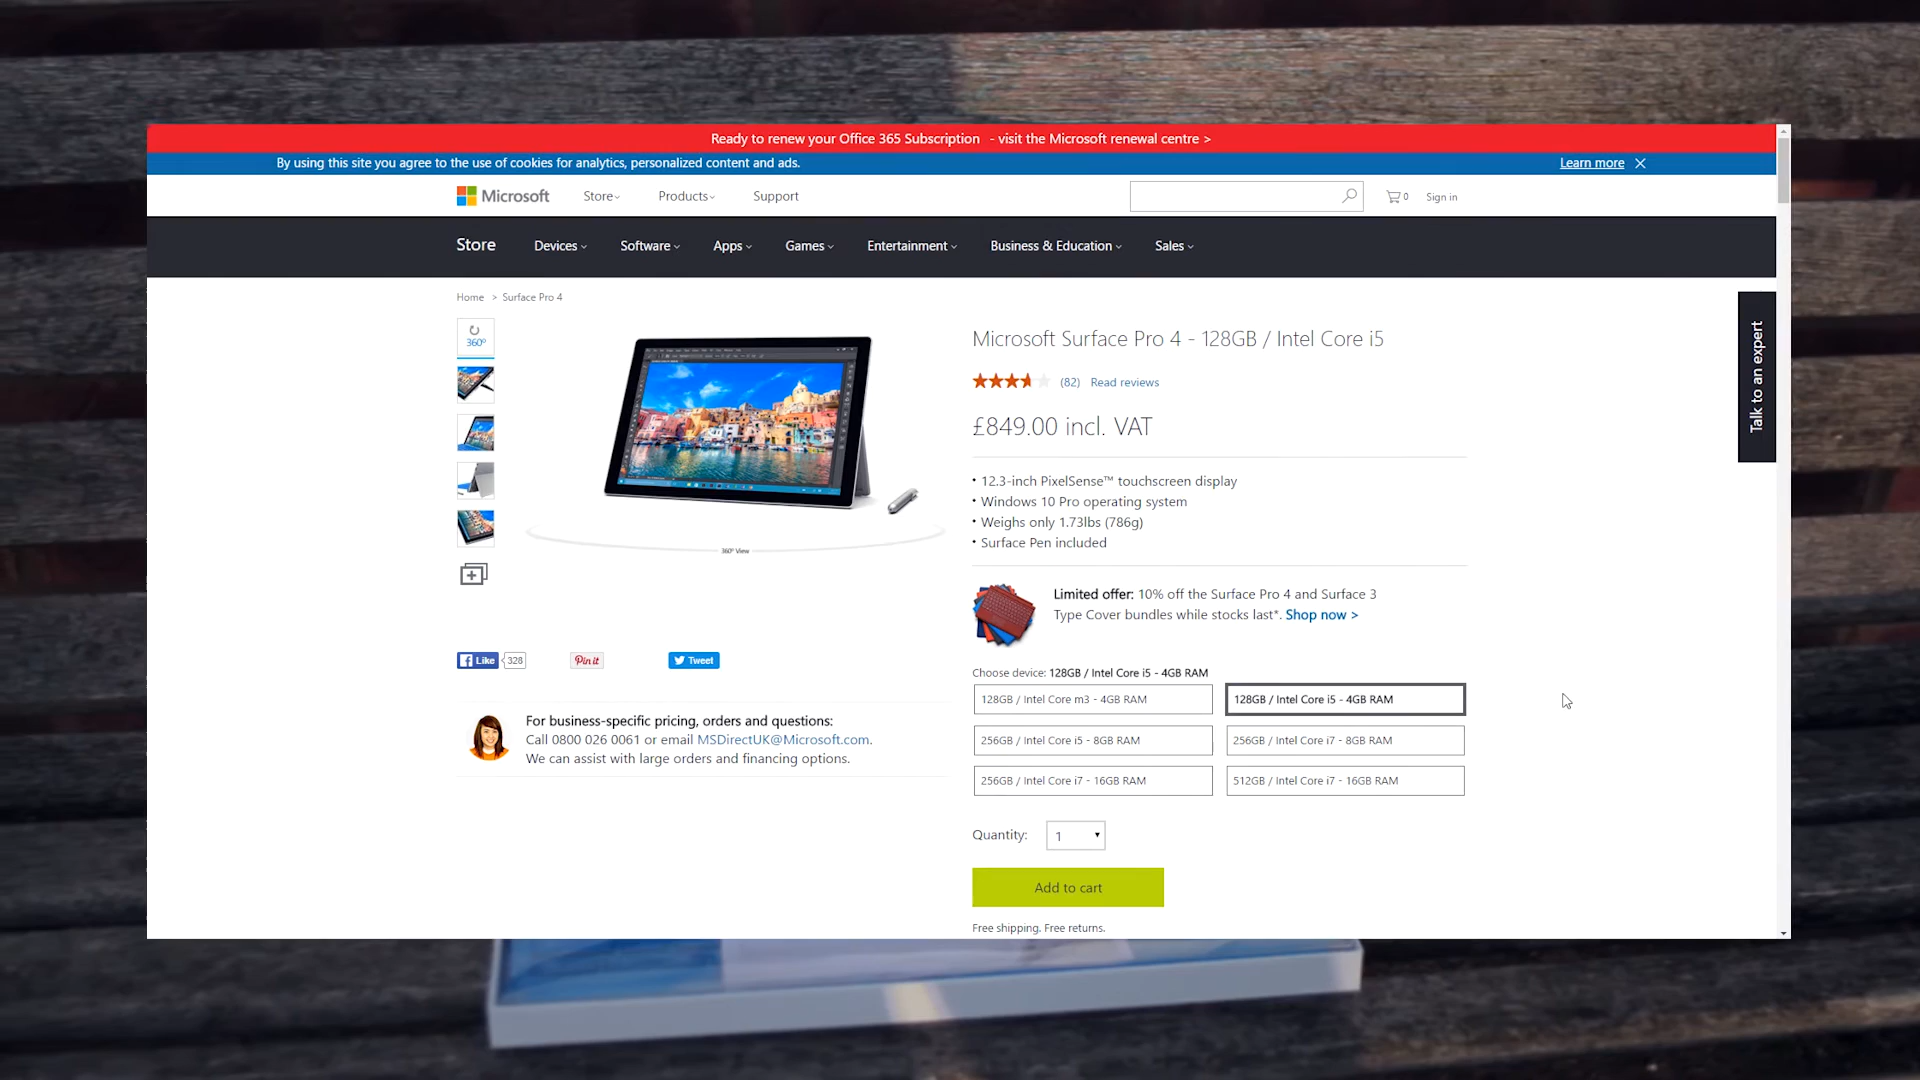 Ready to renew your Office 365 Subscription - visit the Microsoft renewal centre >
By using this site you agree to the use of cookies for analytics, personalized content and ads.
Learn more
Microsoft
Store
Products
Support
0
Sign in
Store
Devices
Software
Apps
Games
Entertainment
Business & Education
Sales
Home > Surface Pro 4
360º
Talk to an expert
Microsoft Surface Pro 4 - 128GB / Intel Core i5
(82) Read reviews
£849.00 incl. VAT
• 12.3-inch PixelSense™ touchscreen display
• Windows 10 Pro operating system
• Weighs only 1.73lbs (786g)
• Surface Pen included
360º View
Limited offer: 10% off the Surface Pro 4 and Surface 3
Type Cover bundles while stocks last*. Shop now >
Like 328
Pin it
Tweet
For business-specific pricing, orders and questions:
Call 0800 026 0061 or email MSDirectUK@Microsoft.com.
We can assist with large orders and financing options.
Choose device: 128GB / Intel Core i5 - 4GB RAM
128GB / Intel Core m3 - 4GB RAM
128GB / Intel Core i5 - 4GB RAM
256GB / Intel Core i5 - 8GB RAM
256GB / Intel Core i7 - 8GB RAM
256GB / Intel Core i7 - 16GB RAM
512GB / Intel Core i7 - 16GB RAM
Quantity: 1
Add to cart
Free shipping. Free returns.